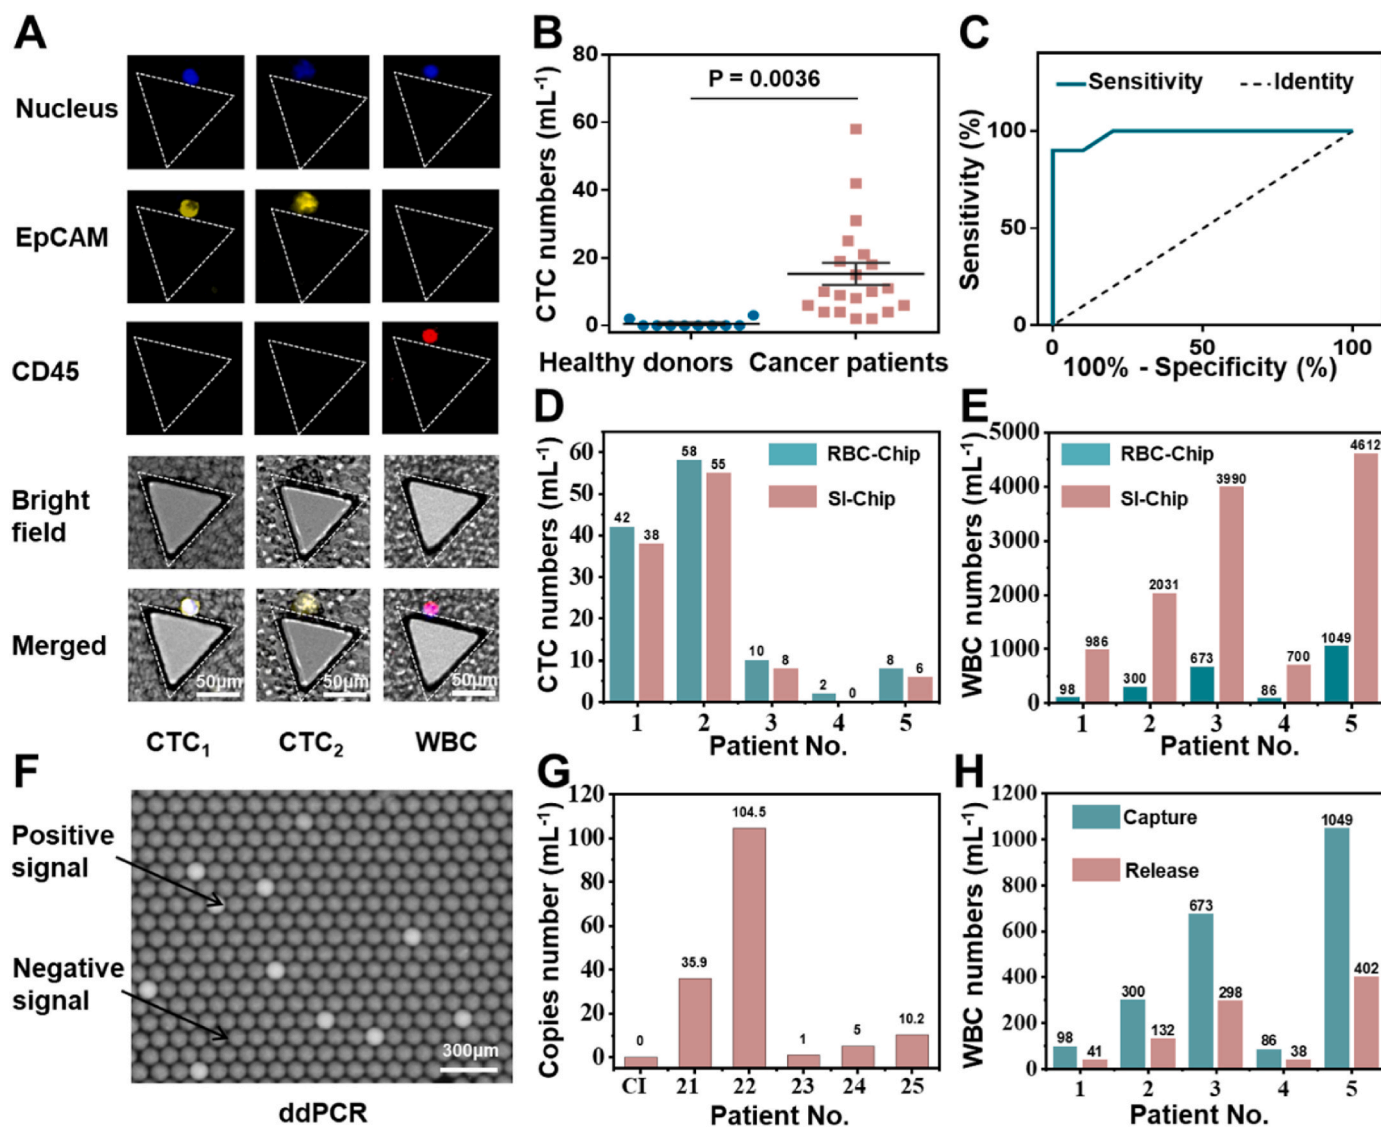 A
Nucleus
EpCAM
CD45
Bright
field
Merged
50μm
50μm
50μm
CTC1
CTC2
WBC
B
CTC numbers (mL-1)
80
60
40
20
0
P = 0.0036
Healthy donors
Cancer patients
C
Sensitivity (%)
Sensitivity
Identity
100
50
0
0
50
100
100% - Specificity (%)
D
CTC numbers (mL-1)
60
50
40
30
20
10
0
RBC-Chip
SI-Chip
42
38
58
55
10
8
2
0
8
6
1
2
3
4
5
Patient No.
E
WBC numbers (mL-1)
5000
4000
3000
2000
1000
0
RBC-Chip
SI-Chip
98
986
300
2031
673
3990
86
700
1049
4612
1
2
3
4
5
Patient No.
F
Positive
signal
Negative
signal
300μm
ddPCR
G
Copies number (mL-1)
120
100
80
60
40
20
0
0
35.9
104.5
1
5
10.2
CI
21
22
23
24
25
Patient No.
H
WBC numbers (mL-1)
1200
1000
800
600
400
200
0
Capture
Release
98
41
300
132
673
298
86
38
1049
402
1
2
3
4
5
Patient No.